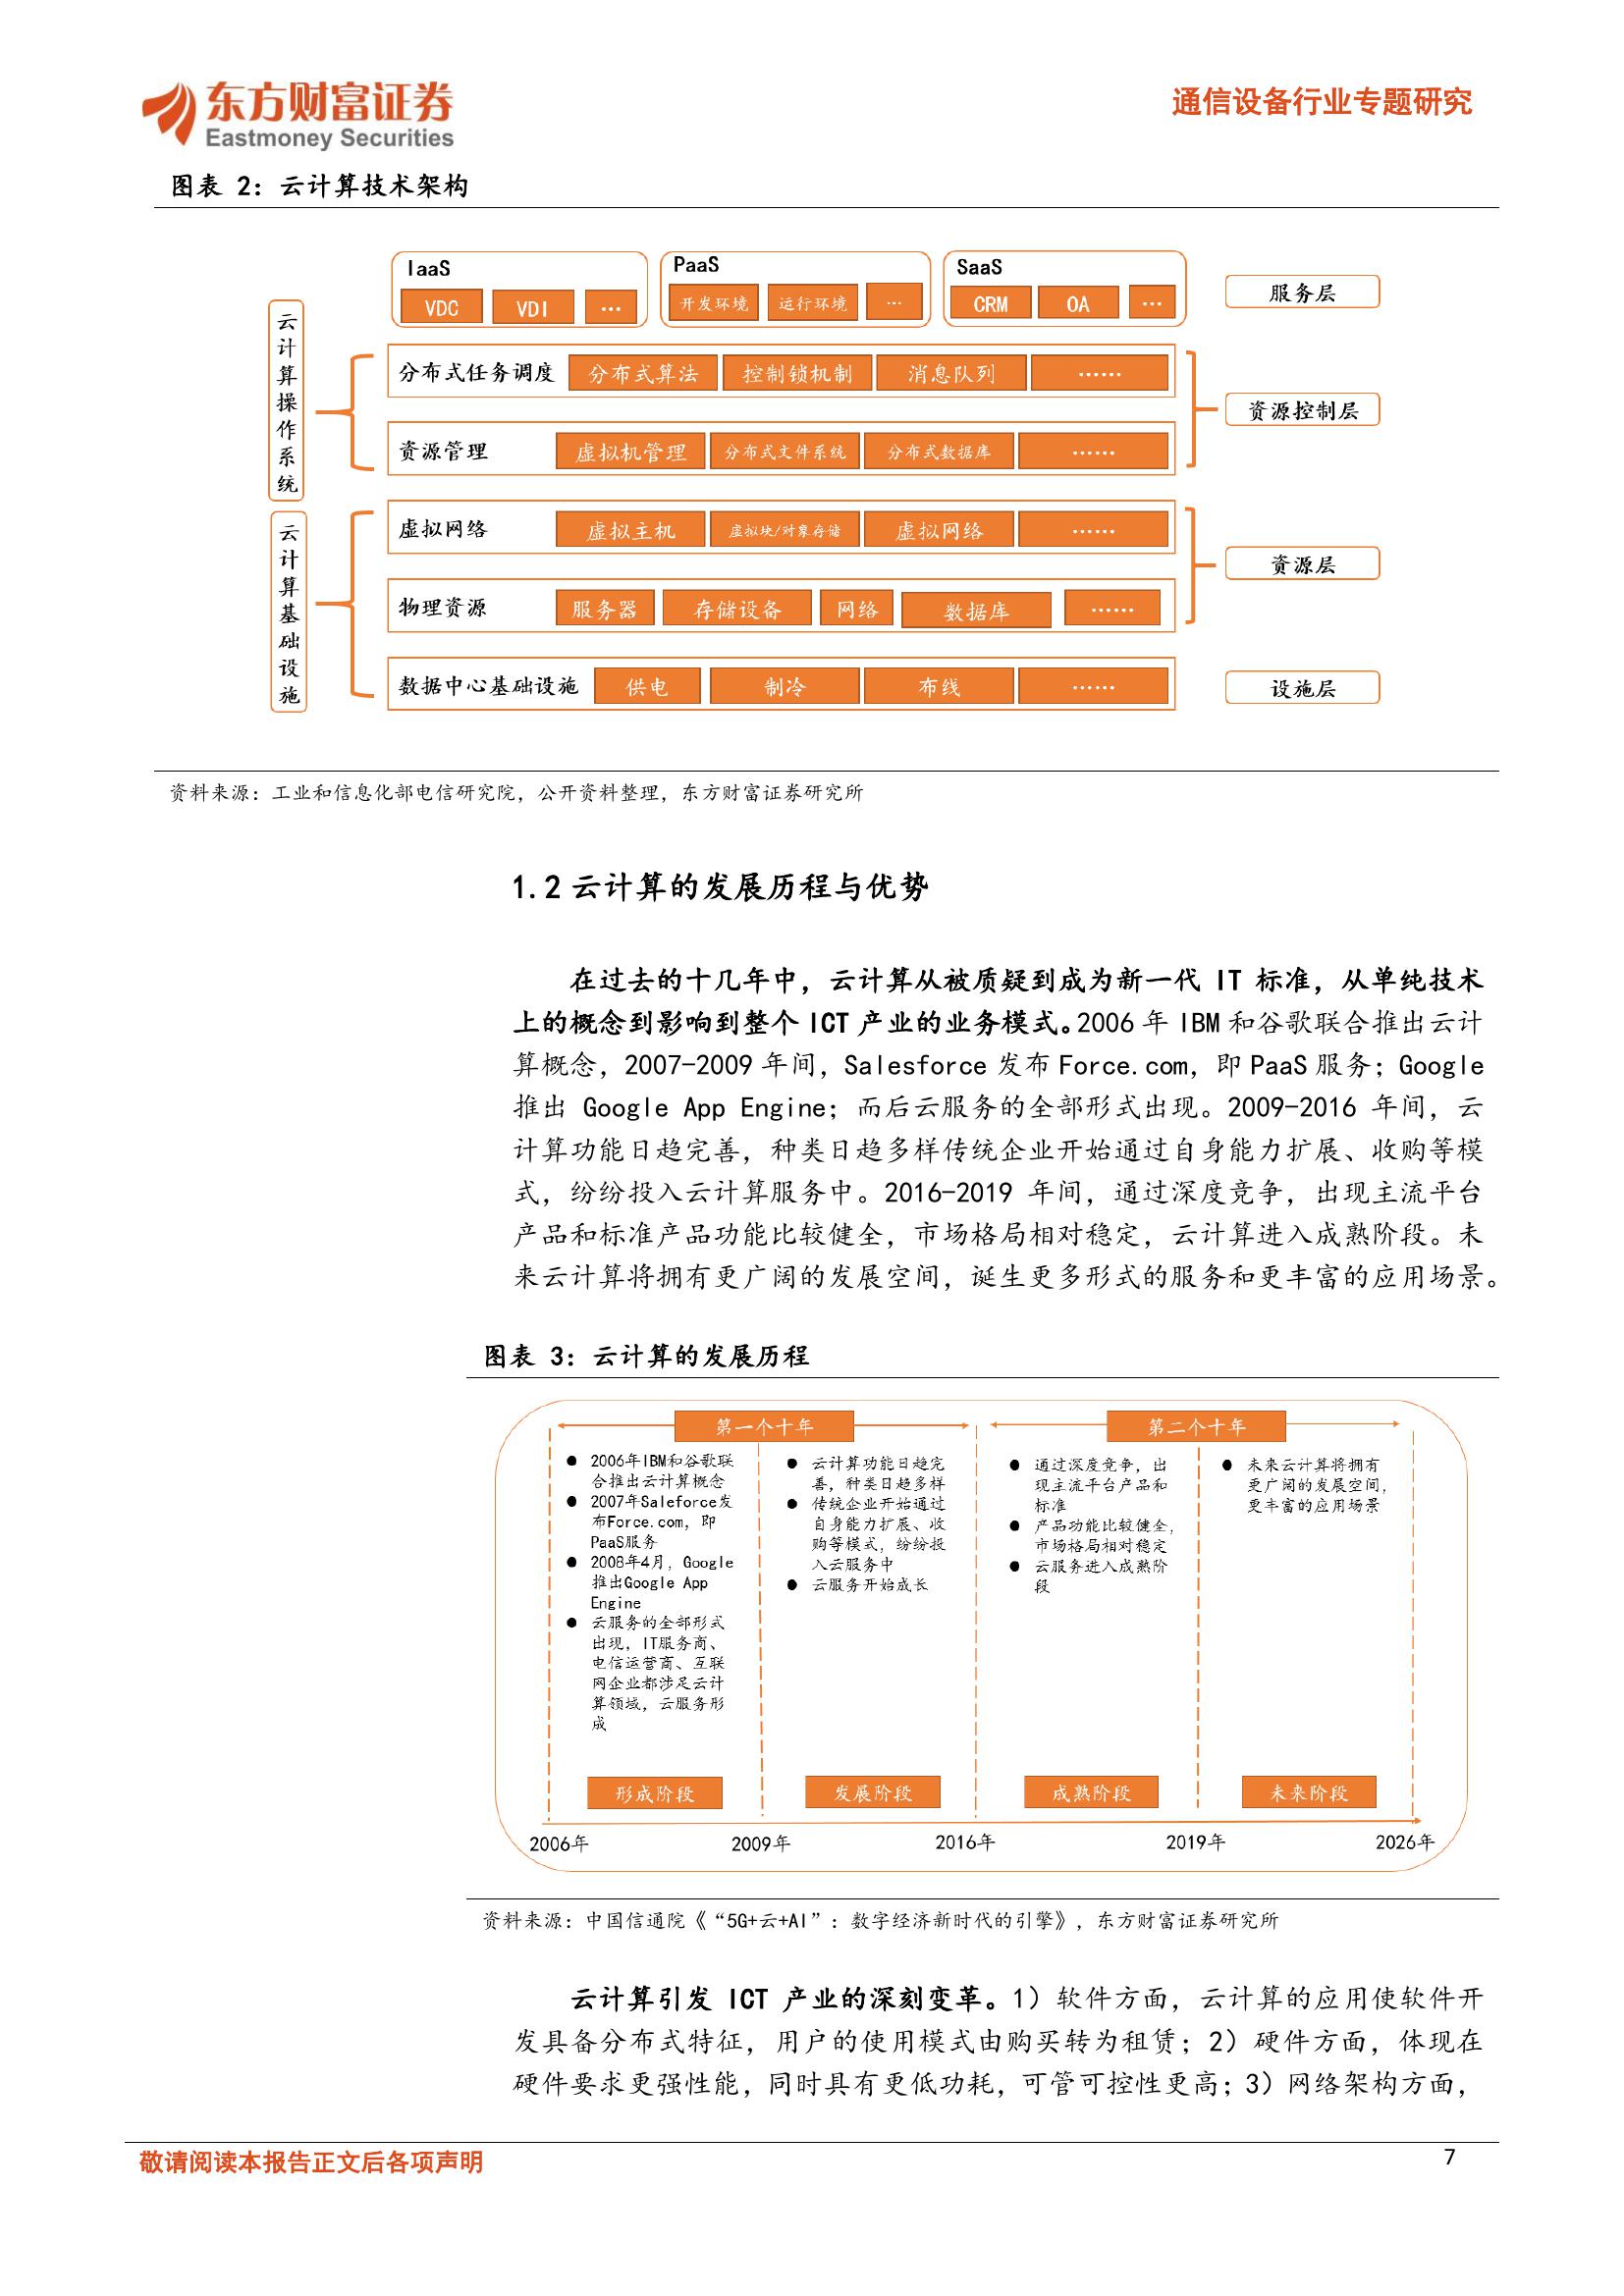 东方财富证券
Eastmoney Securities
通信设备行业专题研究
图表 2：云计算技术架构
IaaS
VDC
VDI
…
PaaS
开发环境
运行环境
…
SaaS
CRM
OA
…
服务层
云计算操作系统
分布式任务调度
分布式算法
控制锁机制
消息队列
……
资源控制层
资源管理
虚拟机管理
分布式文件系统
分布式数据库
……
云计算基础设施
虚拟网络
虚拟主机
虚拟块/对象存储
虚拟网络
……
资源层
物理资源
服务器
存储设备
网络
数据库
……
数据中心基础设施
供电
制冷
布线
……
设施层
资料来源：工业和信息化部电信研究院，公开资料整理，东方财富证券研究所
1.2 云计算的发展历程与优势
在过去的十几年中，云计算从被质疑到成为新一代 IT 标准，从单纯技术
上的概念到影响到整个 ICT 产业的业务模式。2006 年 IBM 和谷歌联合推出云计
算概念，2007-2009 年间，Salesforce 发布 Force.com，即 PaaS 服务；Google
推出 Google App Engine；而后云服务的全部形式出现。2009-2016 年间，云
计算功能日趋完善，种类日趋多样传统企业开始通过自身能力扩展、收购等模
式，纷纷投入云计算服务中。2016-2019 年间，通过深度竞争，出现主流平台
产品和标准产品功能比较健全，市场格局相对稳定，云计算进入成熟阶段。未
来云计算将拥有更广阔的发展空间，诞生更多形式的服务和更丰富的应用场景。
图表 3：云计算的发展历程
第一个十年
第二个十年
● 2006年IBM和谷歌联
合推出云计算概念
● 2007年Saleforce发
布Force.com，即
PaaS服务
● 2008年4月，Google
推出Google App
Engine
● 云服务的全部形式
出现，IT服务商、
电信运营商、互联
网企业都涉足云计
算领域，云服务形
成
● 云计算功能日趋完
善，种类日趋多样
● 传统企业开始通过
自身能力扩展、收
购等模式，纷纷投
入云服务中
● 云服务开始成长
● 通过深度竞争，出
现主流平台产品和
标准
● 产品功能比较健全，
市场格局相对稳定
● 云服务进入成熟阶
段
● 未来云计算将拥有
更广阔的发展空间，
更丰富的应用场景
形成阶段
发展阶段
成熟阶段
未来阶段
2006年
2009年
2016年
2019年
2026年
资料来源：中国信通院《“5G+云+AI”：数字经济新时代的引擎》，东方财富证券研究所
云计算引发 ICT 产业的深刻变革。1）软件方面，云计算的应用使软件开
发具备分布式特征，用户的使用模式由购买转为租赁；2）硬件方面，体现在
硬件要求更强性能，同时具有更低功耗，可管可控性更高；3）网络架构方面，
敬请阅读本报告正文后各项声明
7